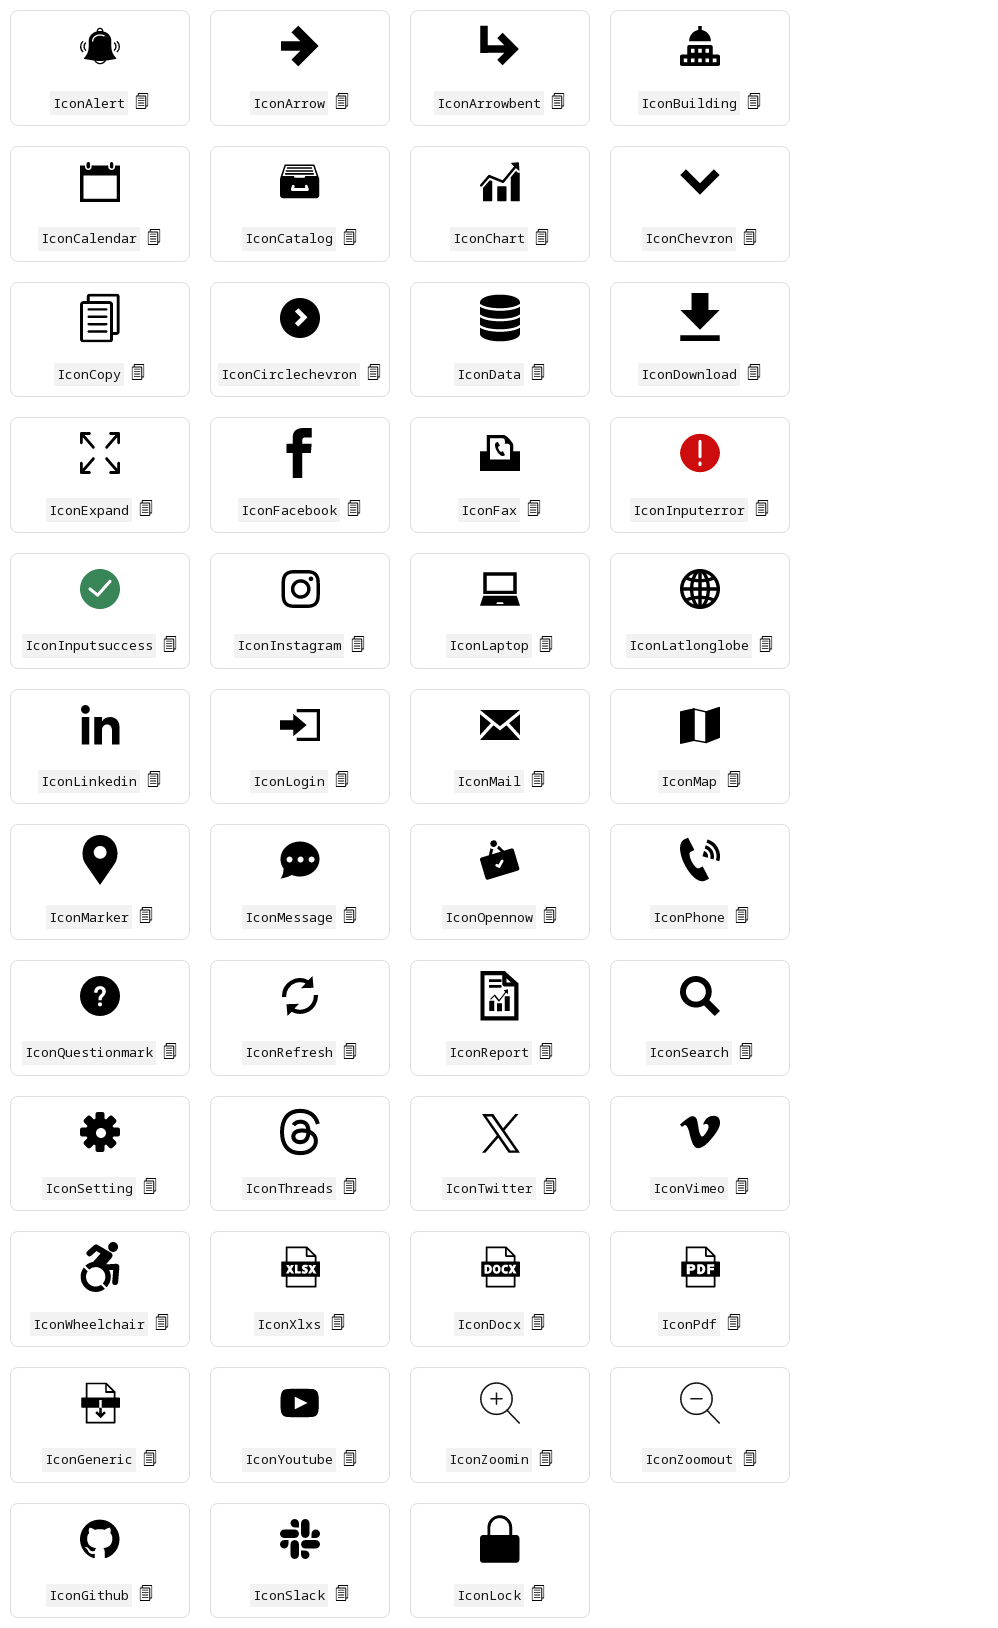 IconAlert
IconArrow
IconArrowbent
IconBuilding
IconCalendar
IconCatalog
IconChart
IconChevron
IconCopy
IconCirclechevron
IconData
IconDownload
IconExpand
IconFacebook
IconFax
IconInputerror
IconInputsuccess
IconInstagram
IconLaptop
IconLatlonglobe
IconLinkedin
IconLogin
IconMail
IconMap
IconMarker
IconMessage
IconOpennow
IconPhone
IconQuestionmark
IconRefresh
IconReport
IconSearch
IconSetting
IconThreads
IconTwitter
IconVimeo
XLSX
DOCX
PDF
IconWheelchair
IconXlxs
IconDocx
IconPdf
IconGeneric
IconYoutube
IconZoomin
IconZoomout
IconGithub
IconSlack
IconLock